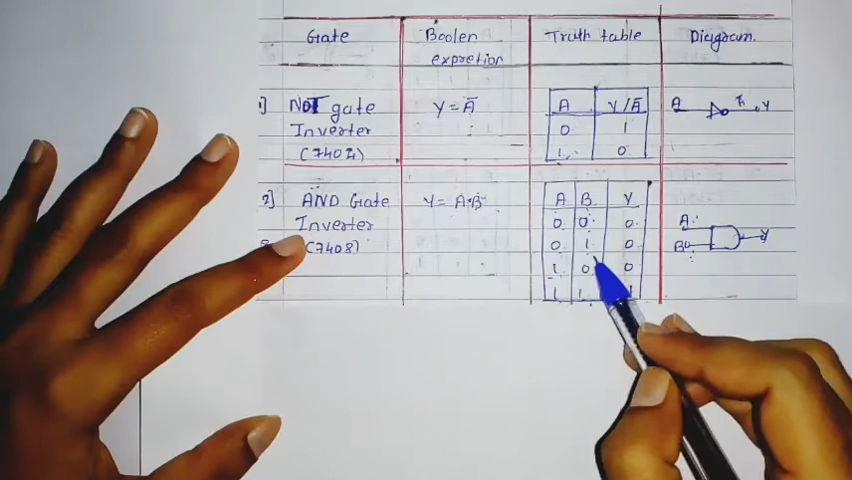 Gate Boolen Truth table Diagram.
expretion
1] NOT gate Y = A̅ A Y/A̅ A Y
Inverter 0 1
(7404) 1 0
2] AND Gate Y = A·B A B Y
Inverter 0 0 0 A
(7408) 0 1 0 B Y
1 0 0
1 1 1